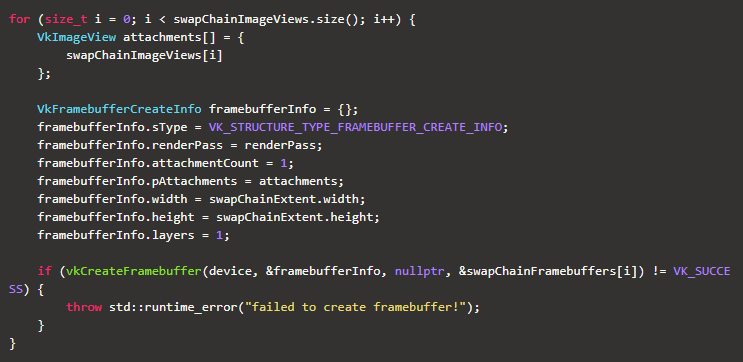 for (size_t i = 0; i < swapChainImageViews.size(); i++) {
    VkImageView attachments[] = {
        swapChainImageViews[i]
    };

    VkFramebufferCreateInfo framebufferInfo = {};
    framebufferInfo.sType = VK_STRUCTURE_TYPE_FRAMEBUFFER_CREATE_INFO;
    framebufferInfo.renderPass = renderPass;
    framebufferInfo.attachmentCount = 1;
    framebufferInfo.pAttachments = attachments;
    framebufferInfo.width = swapChainExtent.width;
    framebufferInfo.height = swapChainExtent.height;
    framebufferInfo.layers = 1;

    if (vkCreateFramebuffer(device, &framebufferInfo, nullptr, &swapChainFramebuffers[i]) != VK_SUCCE
SS) {
        throw std::runtime_error("failed to create framebuffer!");
    }
}